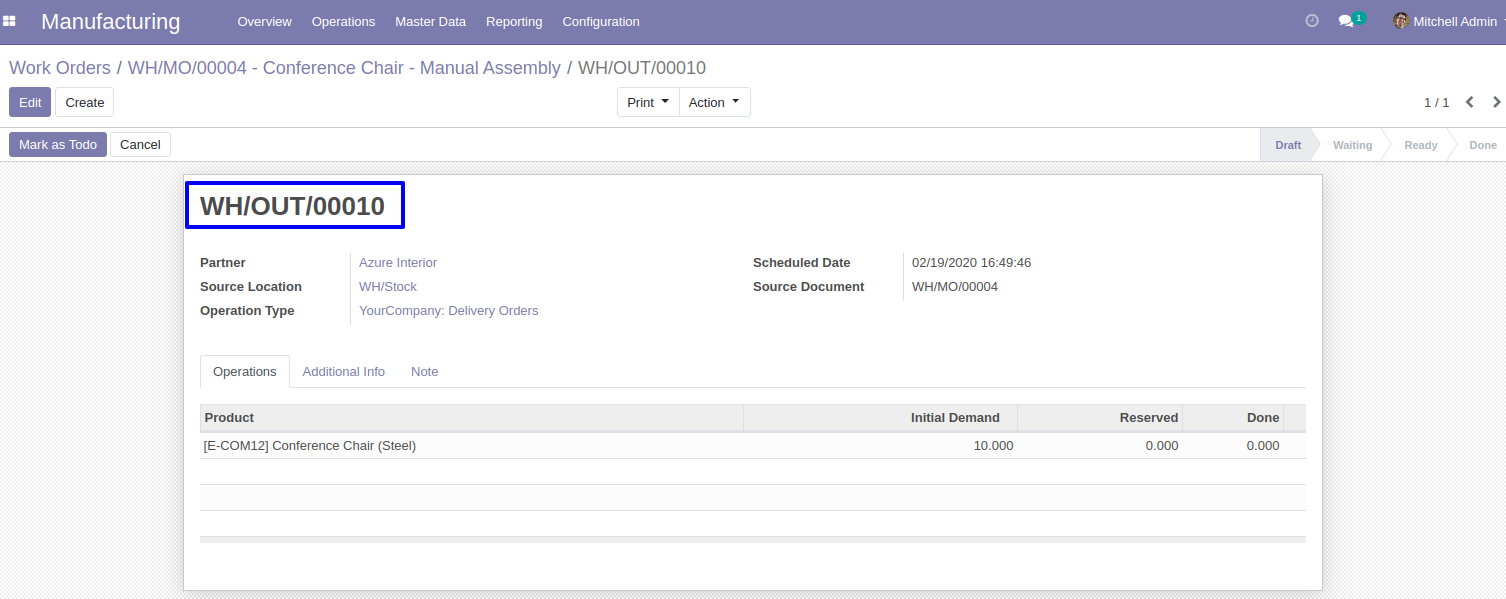 Manufacturing Overview Operations Master Data Reporting Configuration 1 Mitchell Admin
Work Orders / WH/MO/00004 - Conference Chair - Manual Assembly / WH/OUT/00010
Edit Create Print Action 1 / 1
Mark as Todo Cancel Draft Waiting Ready Done
WH/OUT/00010
Partner Azure Interior Scheduled Date 02/19/2020 16:49:46
Source Location WH/Stock Source Document WH/MO/00004
Operation Type YourCompany: Delivery Orders
Operations Additional Info Note
Product Initial Demand Reserved Done
[E-COM12] Conference Chair (Steel) 10.000 0.000 0.000